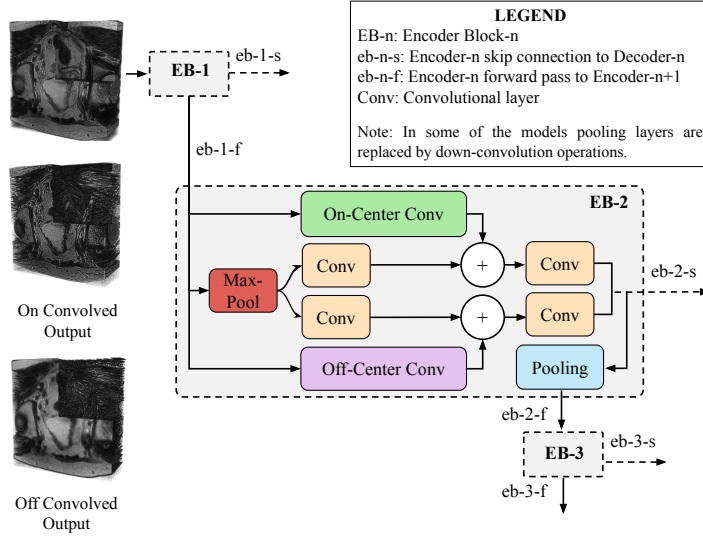 LEGEND
EB-n: Encoder Block-n
eb-n-s: Encoder-n skip connection to Decoder-n
eb-n-f: Encoder-n forward pass to Encoder-n+1
Conv: Convolutional layer
Note: In some of the models pooling layers are
replaced by down-convolution operations.
EB-1
eb-1-s
eb-1-f
EB-2
On-Center Conv
Max-
Pool
Conv
+
Conv
Conv
+
Conv
eb-2-s
Off-Center Conv
Pooling
eb-2-f
EB-3
eb-3-s
eb-3-f
On Convolved
Output
Off Convolved
Output